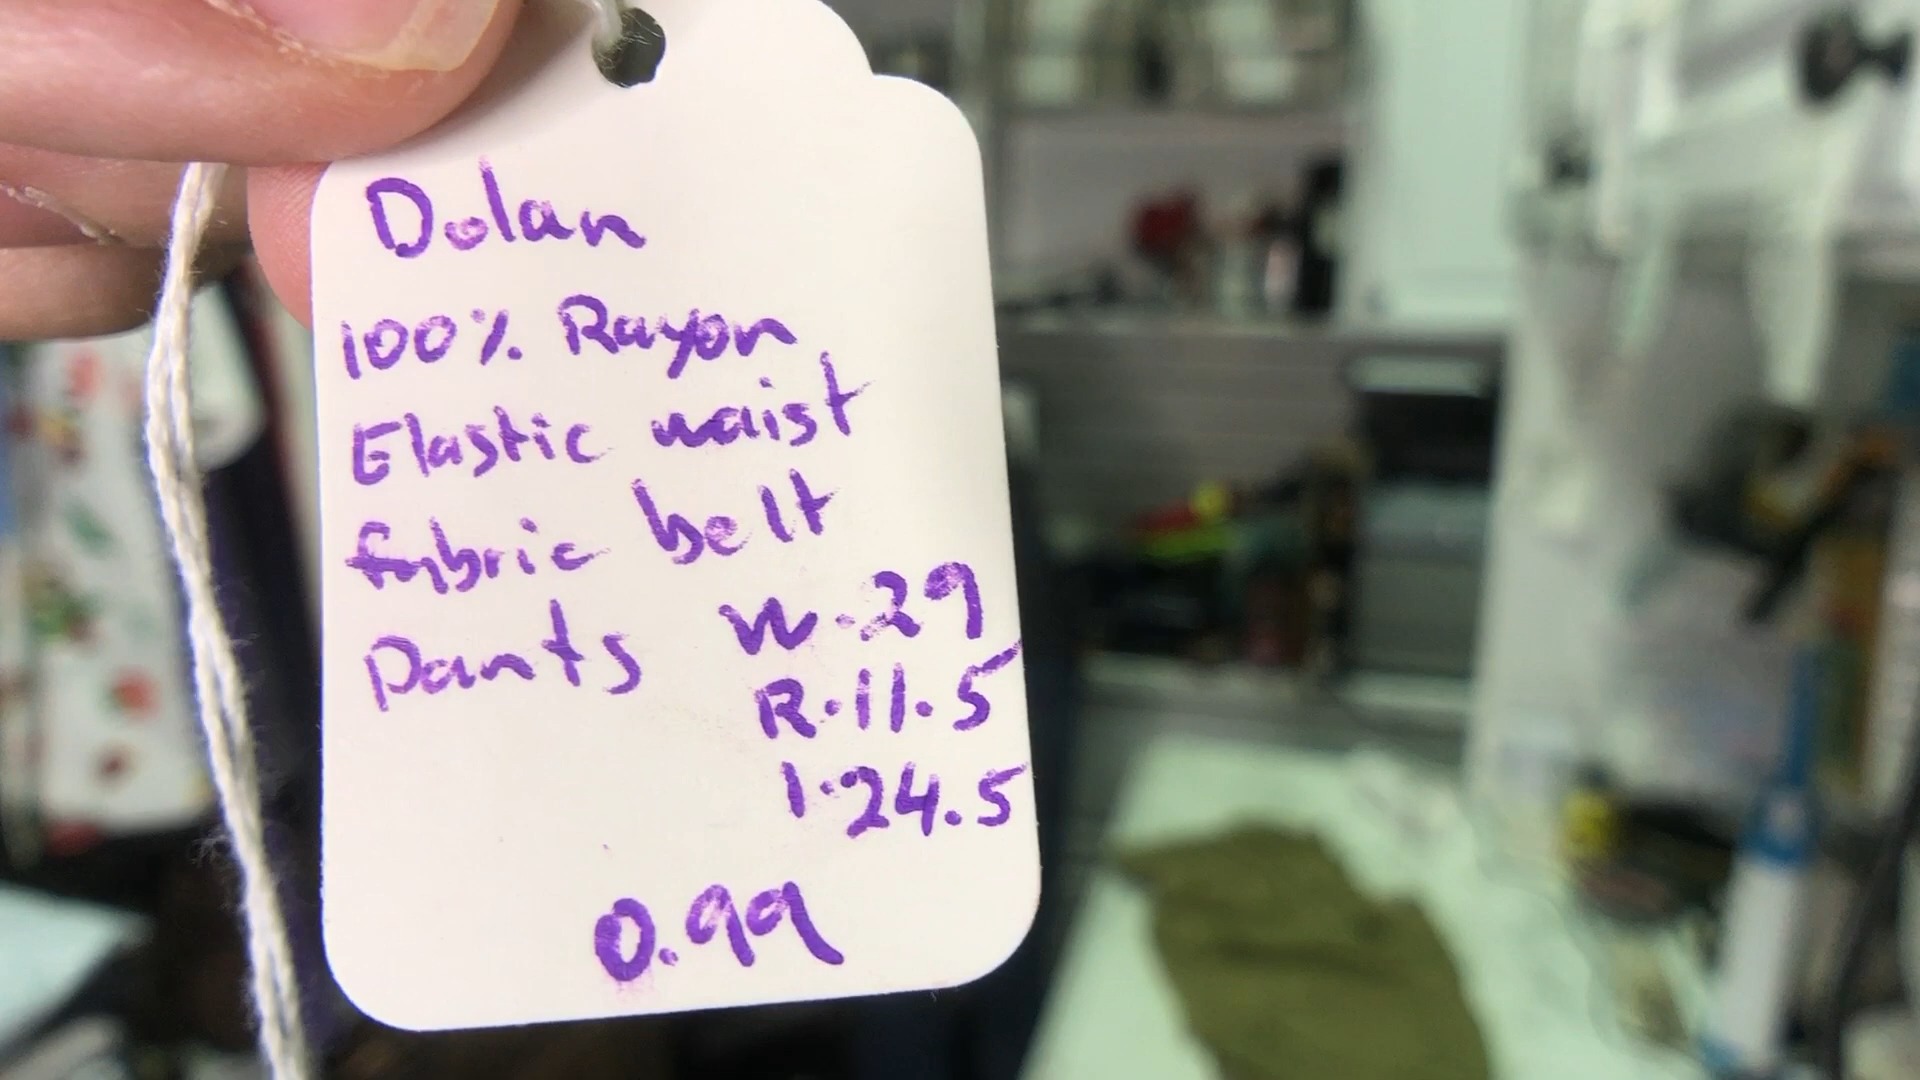 Dolan
100% Rayon
Elastic waist
fabric belt
Pants W.29
R.11.5
I.24.5
0.99